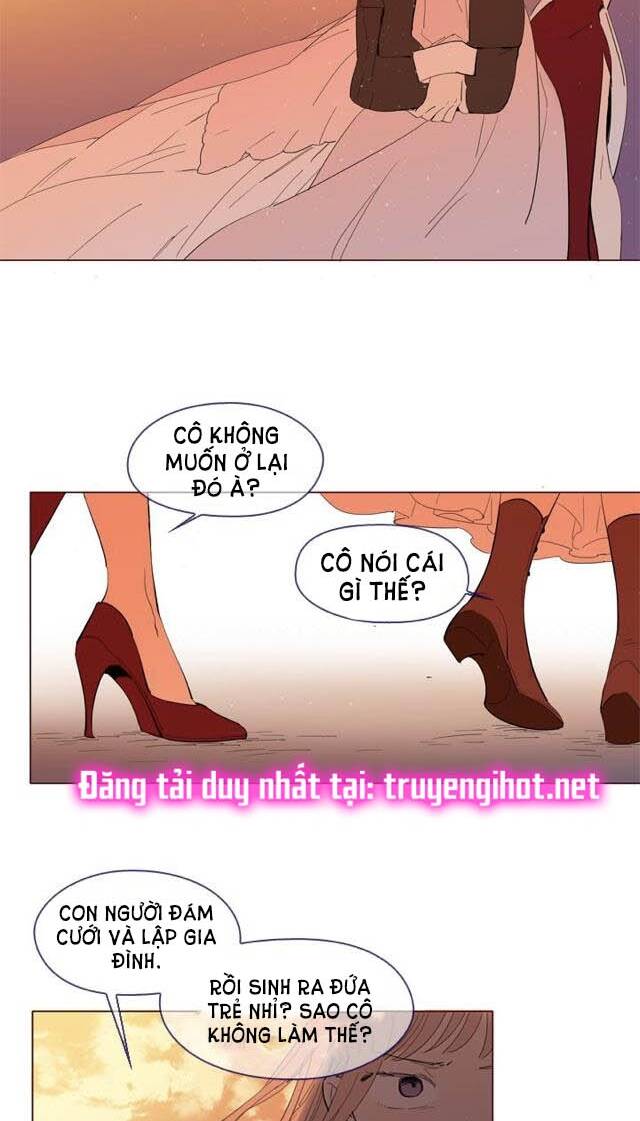 CÔ KHÔNG
MUỐN Ở LẠI
ĐÓ À?
CÔ NÓI CÁI
GÌ THẾ?
Đăng tải duy nhất tại: truyengihot.net
CON NGƯỜI ĐÁM
CƯỚI VÀ LẬP GIA
ĐÌNH.
RỒI SINH RA ĐỨA
TRẺ NHỈ? SAO CÔ
KHÔNG LÀM THẾ?